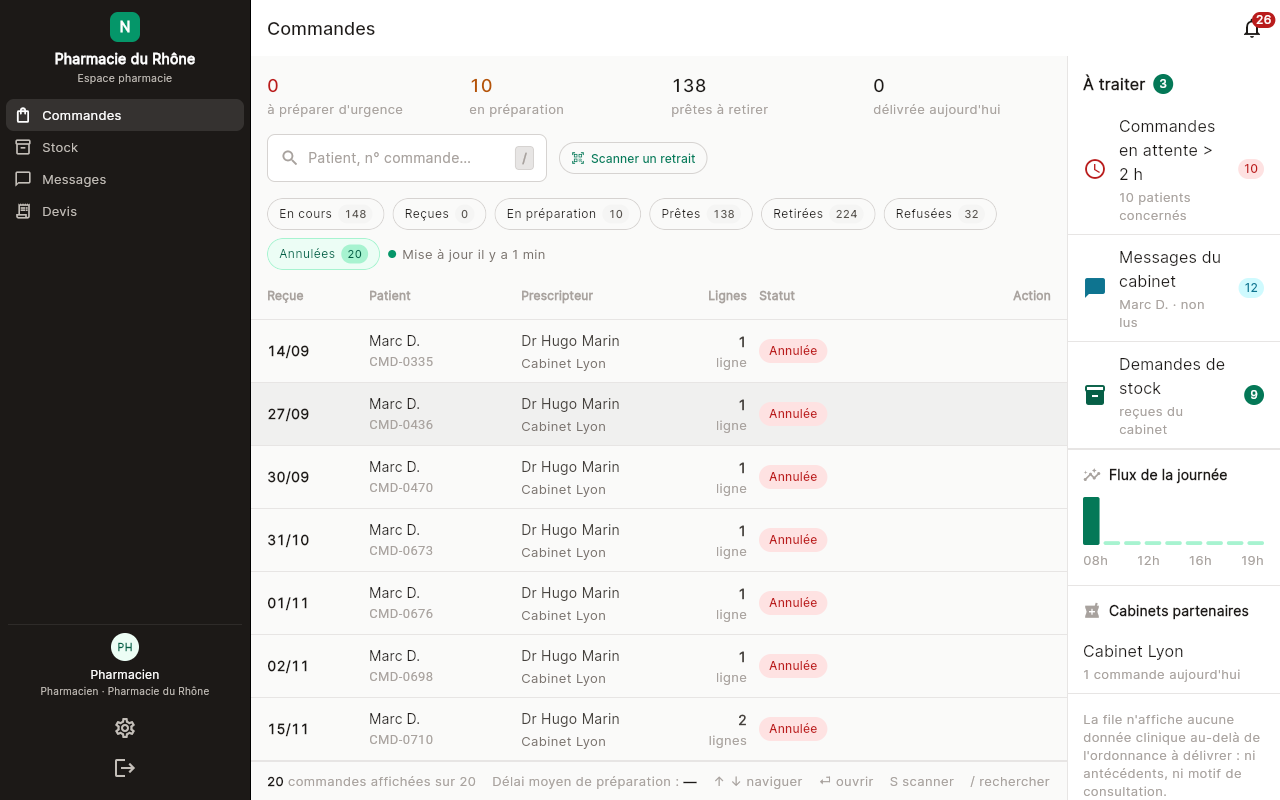 N
Pharmacie du Rhône
Espace pharmacie
Commandes
Stock
Messages
Devis
PH
Pharmacien
Pharmacien · Pharmacie du Rhône
Commandes
26
0
à préparer d'urgence
10
en préparation
138
prêtes à retirer
0
délivrée aujourd'hui
Patient, n° commande... /
Scanner un retrait
En cours 148 Reçues 0 En préparation 10 Prêtes 138 Retirées 224 Refusées 32
Annulées 20 Mise à jour il y a 1 min
Reçue Patient Prescripteur Lignes Statut Action
14/09 Marc D. Dr Hugo Marin 1 Annulée
CMD-0335 Cabinet Lyon ligne
27/09 Marc D. Dr Hugo Marin 1 Annulée
CMD-0436 Cabinet Lyon ligne
30/09 Marc D. Dr Hugo Marin 1 Annulée
CMD-0470 Cabinet Lyon ligne
31/10 Marc D. Dr Hugo Marin 1 Annulée
CMD-0673 Cabinet Lyon ligne
01/11 Marc D. Dr Hugo Marin 1 Annulée
CMD-0676 Cabinet Lyon ligne
02/11 Marc D. Dr Hugo Marin 1 Annulée
CMD-0698 Cabinet Lyon ligne
15/11 Marc D. Dr Hugo Marin 2 Annulée
CMD-0710 Cabinet Lyon lignes
20 commandes affichées sur 20 Délai moyen de préparation : — ↑ ↓ naviguer ⏎ ouvrir S scanner / rechercher
À traiter 3
Commandes
en attente >
2 h
10
10 patients
concernés
Messages du
cabinet
12
Marc D. · non
lus
Demandes de
stock
9
reçues du
cabinet
Flux de la journée
08h 12h 16h 19h
Cabinets partenaires
Cabinet Lyon
1 commande aujourd'hui
La file n'affiche aucune
donnée clinique au-delà de
l'ordonnance à délivrer : ni
antécédents, ni motif de
consultation.